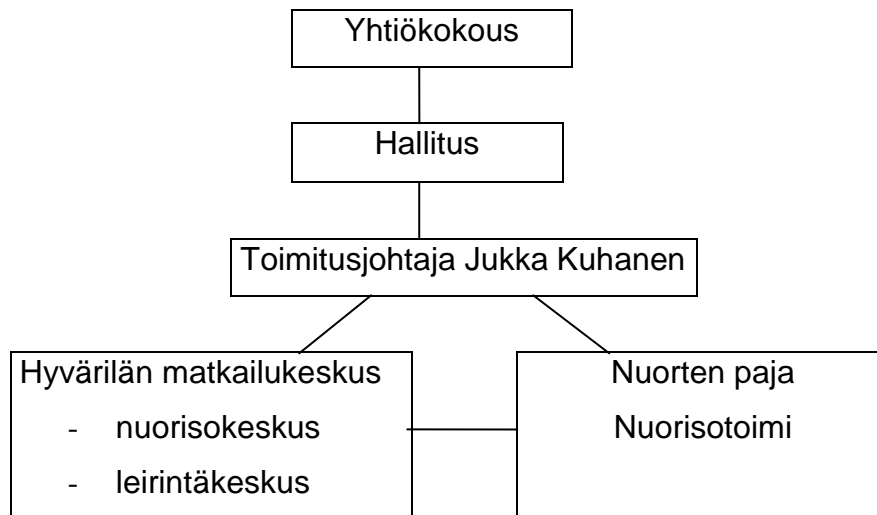 Yhtiökokous
Hallitus
Toimitusjohtaja Jukka Kuhanen
Hyvärilän matkailukeskus
- nuorisokeskus
- leirintäkeskus
Nuorten paja
Nuorisotoimi